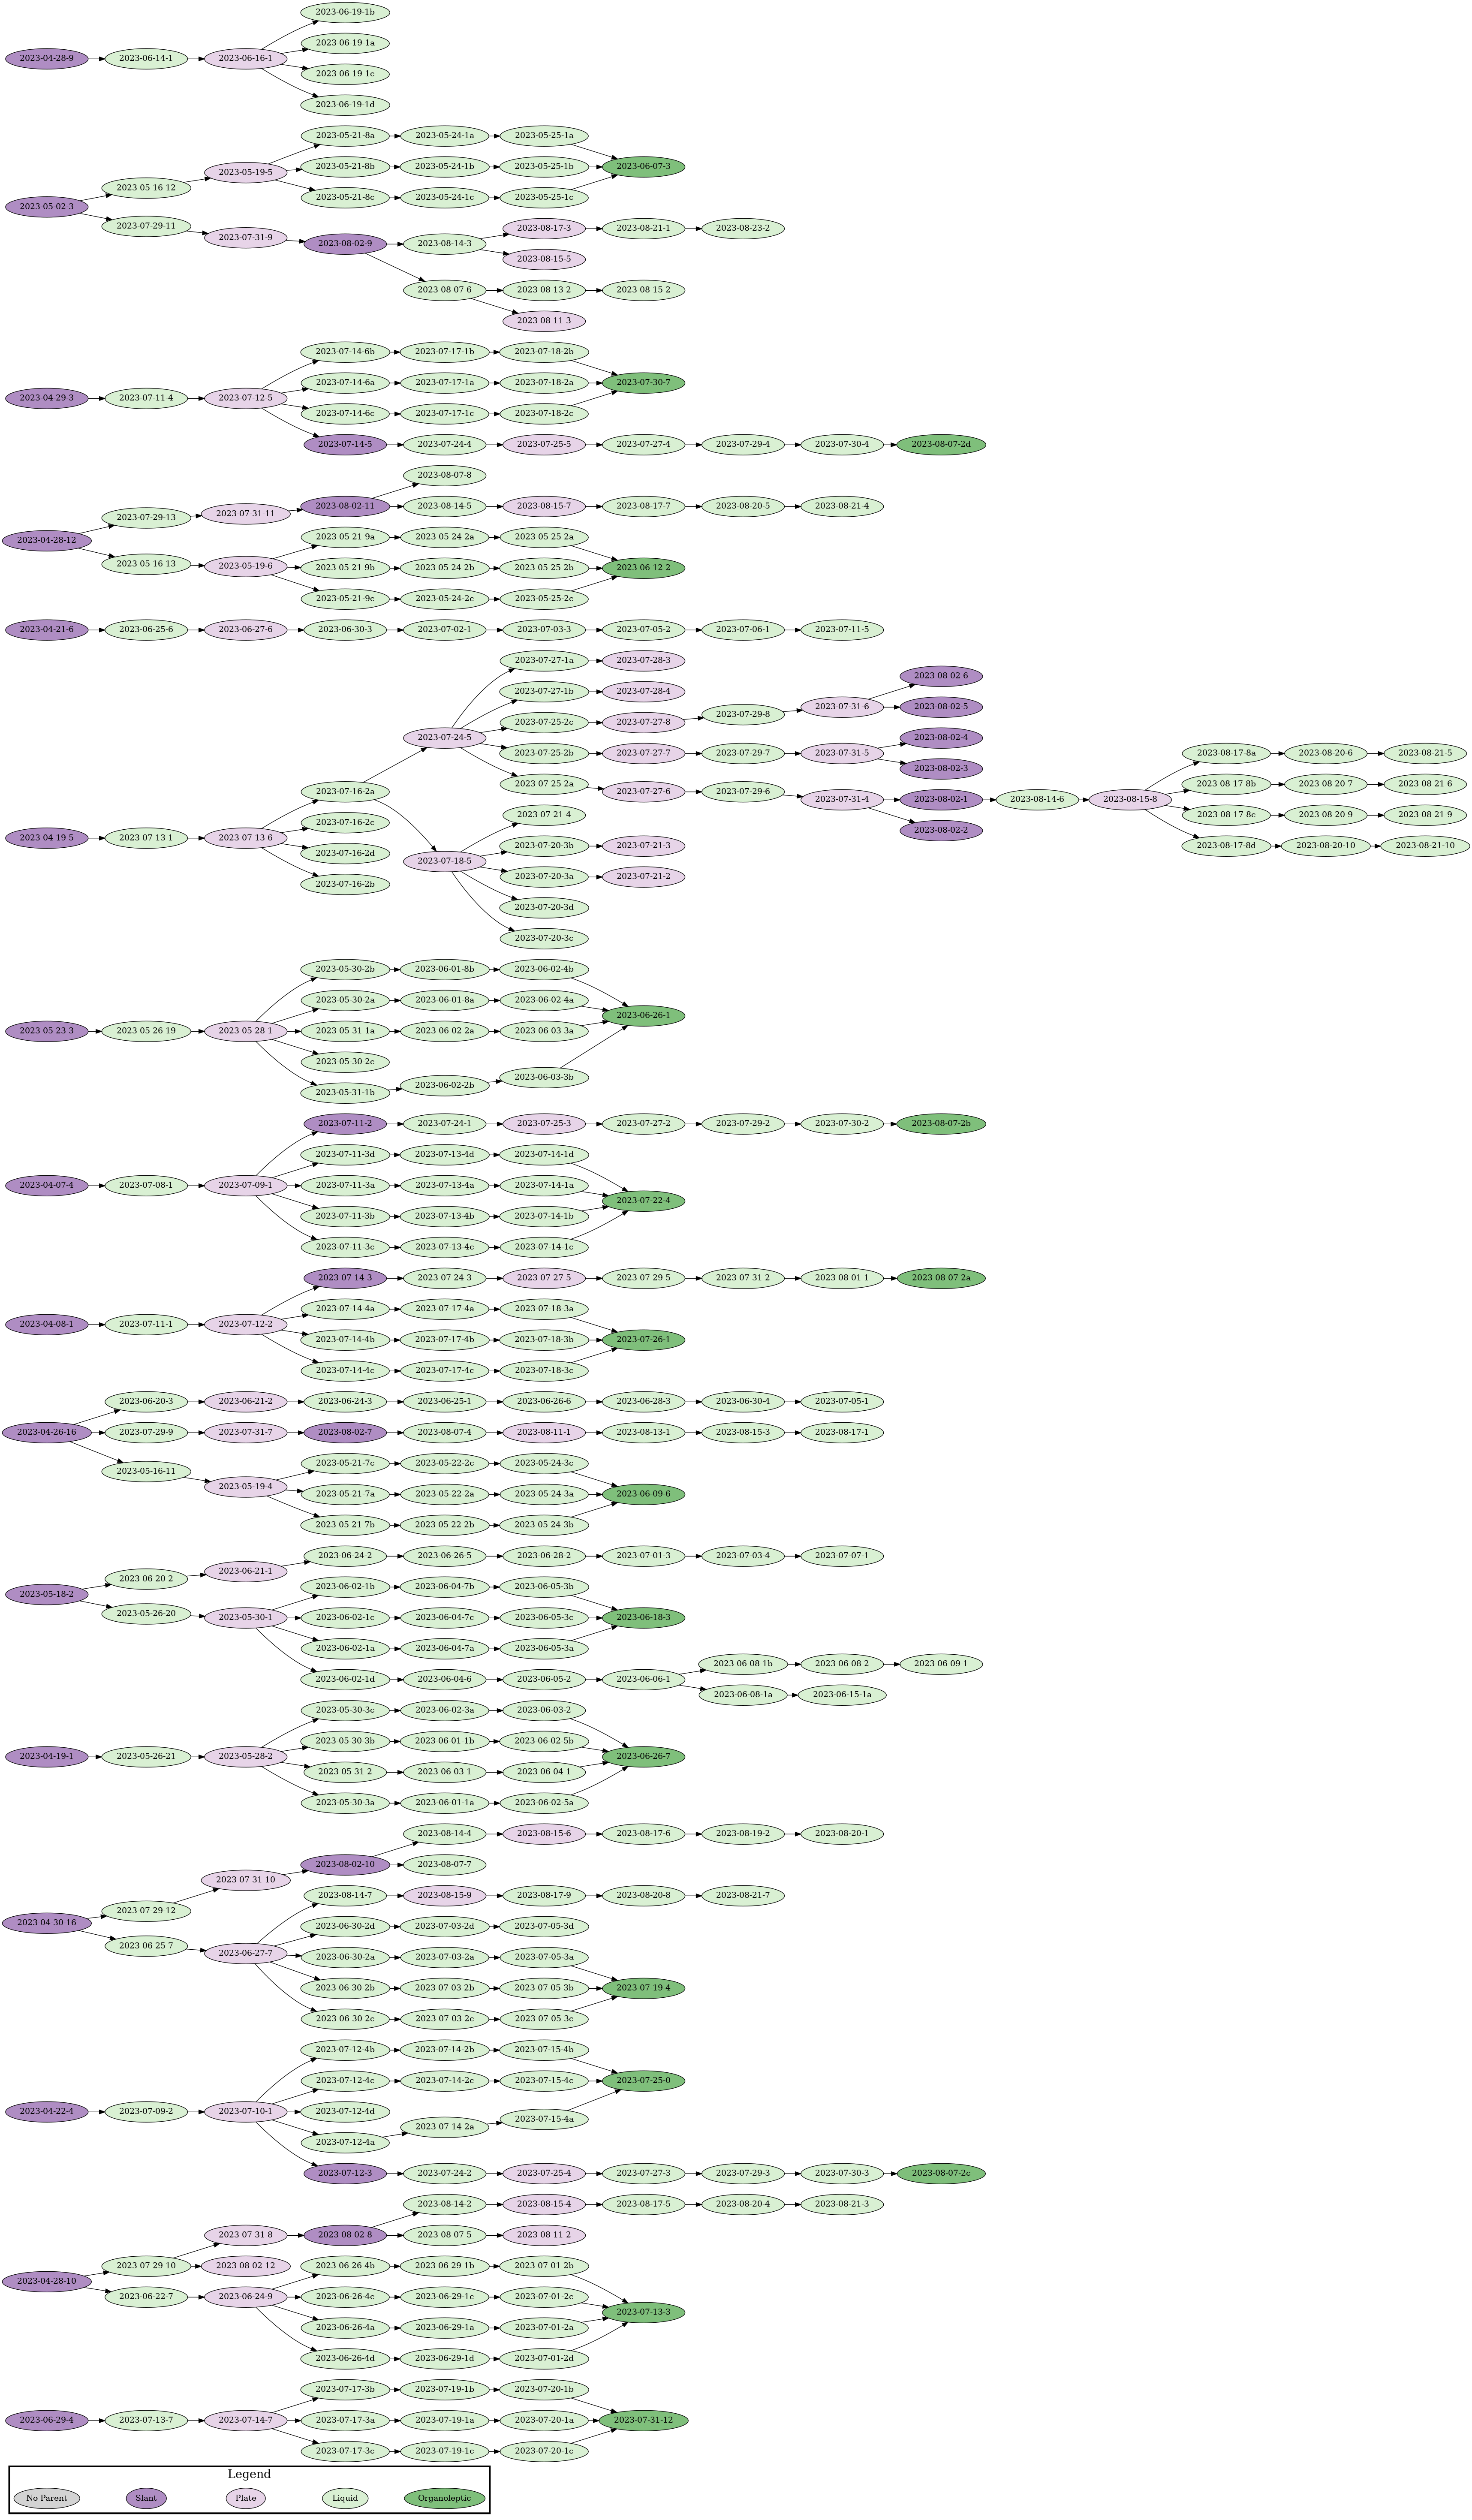 2023-06-19-1b
2023-06-19-1a
2023-04-28-9 2023-06-14-1 2023-06-16-1
2023-06-19-1c
2023-06-19-1d
2023-05-21-8a 2023-05-24-1a 2023-05-25-1a
2023-05-21-8b 2023-05-24-1b 2023-05-25-1b 2023-06-07-3
2023-05-19-5
2023-05-16-12
2023-05-21-8c 2023-05-24-1c 2023-05-25-1c
2023-05-02-3
2023-07-29-11
2023-08-17-3 2023-08-21-1 2023-08-23-2
2023-07-31-9
2023-08-02-9 2023-08-14-3
2023-08-15-5
2023-08-07-6 2023-08-13-2 2023-08-15-2
2023-08-11-3
2023-07-14-6b 2023-07-17-1b 2023-07-18-2b
2023-07-14-6a 2023-07-17-1a 2023-07-18-2a 2023-07-30-7
2023-04-29-3 2023-07-11-4 2023-07-12-5
2023-07-14-6c 2023-07-17-1c 2023-07-18-2c
2023-07-14-5 2023-07-24-4 2023-07-25-5 2023-07-27-4 2023-07-29-4 2023-07-30-4 2023-08-07-2d
2023-08-07-8
2023-08-02-11 2023-08-14-5 2023-08-15-7 2023-08-17-7 2023-08-20-5 2023-08-21-4
2023-07-29-13 2023-07-31-11
2023-04-28-12
2023-05-21-9a 2023-05-24-2a 2023-05-25-2a
2023-05-16-13 2023-05-19-6 2023-05-21-9b 2023-05-24-2b 2023-05-25-2b 2023-06-12-2
2023-05-21-9c 2023-05-24-2c 2023-05-25-2c
2023-04-21-6 2023-06-25-6 2023-06-27-6 2023-06-30-3 2023-07-02-1 2023-07-03-3 2023-07-05-2 2023-07-06-1 2023-07-11-5
2023-07-27-1a 2023-07-28-3
2023-08-02-6
2023-07-27-1b 2023-07-28-4
2023-07-31-6 2023-08-02-5
2023-07-25-2c 2023-07-27-8 2023-07-29-8
2023-07-24-5
2023-08-02-4
2023-07-25-2b 2023-07-27-7 2023-07-29-7 2023-07-31-5
2023-08-17-8a 2023-08-20-6 2023-08-21-5
2023-08-02-3
2023-07-16-2a 2023-07-25-2a 2023-07-27-6 2023-07-29-6
2023-08-17-8b 2023-08-20-7 2023-08-21-6
2023-07-31-4 2023-08-02-1 2023-08-14-6 2023-08-15-8
2023-07-16-2c 2023-07-21-4
2023-08-17-8c 2023-08-20-9 2023-08-21-9
2023-08-02-2
2023-04-19-5 2023-07-13-1 2023-07-13-6
2023-07-16-2d 2023-07-20-3b 2023-07-21-3
2023-08-17-8d 2023-08-20-10 2023-08-21-10
2023-07-18-5
2023-07-16-2b 2023-07-20-3a 2023-07-21-2
2023-07-20-3d
2023-07-20-3c
2023-05-30-2b 2023-06-01-8b 2023-06-02-4b
2023-05-30-2a 2023-06-01-8a 2023-06-02-4a
2023-06-26-1
2023-05-23-3 2023-05-26-19 2023-05-28-1 2023-05-31-1a 2023-06-02-2a 2023-06-03-3a
2023-05-30-2c
2023-05-31-1b 2023-06-02-2b 2023-06-03-3b
2023-07-11-2 2023-07-24-1 2023-07-25-3 2023-07-27-2 2023-07-29-2 2023-07-30-2 2023-08-07-2b
2023-07-11-3d 2023-07-13-4d 2023-07-14-1d
2023-04-07-4 2023-07-08-1 2023-07-09-1 2023-07-11-3a 2023-07-13-4a 2023-07-14-1a
2023-07-22-4
2023-07-11-3b 2023-07-13-4b 2023-07-14-1b
2023-07-11-3c 2023-07-13-4c 2023-07-14-1c
2023-07-14-3 2023-07-24-3 2023-07-27-5 2023-07-29-5 2023-07-31-2 2023-08-01-1 2023-08-07-2a
2023-07-14-4a 2023-07-17-4a 2023-07-18-3a
2023-04-08-1 2023-07-11-1 2023-07-12-2
2023-07-14-4b 2023-07-17-4b 2023-07-18-3b 2023-07-26-1
2023-07-14-4c 2023-07-17-4c 2023-07-18-3c
2023-06-20-3 2023-06-21-2 2023-06-24-3 2023-06-25-1 2023-06-26-6 2023-06-28-3 2023-06-30-4 2023-07-05-1
2023-04-26-16 2023-07-29-9 2023-07-31-7 2023-08-02-7 2023-08-07-4 2023-08-11-1 2023-08-13-1 2023-08-15-3 2023-08-17-1
2023-05-16-11
2023-05-21-7c 2023-05-22-2c 2023-05-24-3c
2023-05-19-4 2023-05-21-7a 2023-05-22-2a 2023-05-24-3a 2023-06-09-6
2023-05-21-7b 2023-05-22-2b 2023-05-24-3b
2023-06-24-2 2023-06-26-5 2023-06-28-2 2023-07-01-3 2023-07-03-4 2023-07-07-1
2023-06-20-2 2023-06-21-1
2023-05-18-2
2023-06-02-1b 2023-06-04-7b 2023-06-05-3b
2023-05-26-20 2023-05-30-1 2023-06-02-1c 2023-06-04-7c 2023-06-05-3c 2023-06-18-3
2023-06-02-1a 2023-06-04-7a 2023-06-05-3a
2023-06-08-1b 2023-06-08-2 2023-06-09-1
2023-06-02-1d 2023-06-04-6 2023-06-05-2 2023-06-06-1
2023-06-08-1a 2023-06-15-1a
2023-05-30-3c 2023-06-02-3a 2023-06-03-2
2023-05-30-3b 2023-06-01-1b 2023-06-02-5b
2023-04-19-1 2023-05-26-21 2023-05-28-2 2023-06-26-7
2023-05-31-2 2023-06-03-1 2023-06-04-1
2023-05-30-3a 2023-06-01-1a 2023-06-02-5a
2023-08-14-4 2023-08-15-6 2023-08-17-6 2023-08-19-2 2023-08-20-1
2023-08-02-10 2023-08-07-7
2023-07-31-10
2023-07-29-12
2023-08-14-7 2023-08-15-9 2023-08-17-9 2023-08-20-8 2023-08-21-7
2023-04-30-16
2023-06-25-7
2023-06-30-2d 2023-07-03-2d 2023-07-05-3d
2023-06-27-7
2023-06-30-2a 2023-07-03-2a 2023-07-05-3a
2023-06-30-2b 2023-07-03-2b 2023-07-05-3b 2023-07-19-4
2023-06-30-2c 2023-07-03-2c 2023-07-05-3c
2023-07-12-4b 2023-07-14-2b 2023-07-15-4b
2023-07-12-4c 2023-07-14-2c 2023-07-15-4c 2023-07-25-0
2023-04-22-4 2023-07-09-2 2023-07-10-1 2023-07-12-4d
2023-07-12-4a 2023-07-14-2a 2023-07-15-4a
2023-07-12-3 2023-07-24-2 2023-07-25-4 2023-07-27-3 2023-07-29-3 2023-07-30-3 2023-08-07-2c
2023-08-14-2 2023-08-15-4 2023-08-17-5 2023-08-20-4 2023-08-21-3
2023-07-31-8 2023-08-02-8 2023-08-07-5 2023-08-11-2
2023-07-29-10 2023-08-02-12 2023-06-26-4b 2023-06-29-1b 2023-07-01-2b
2023-04-28-10
2023-06-22-7 2023-06-24-9 2023-06-26-4c 2023-06-29-1c 2023-07-01-2c
2023-07-13-3
2023-06-26-4a 2023-06-29-1a 2023-07-01-2a
2023-06-26-4d 2023-06-29-1d 2023-07-01-2d
2023-07-17-3b 2023-07-19-1b 2023-07-20-1b
2023-06-29-4 2023-07-13-7 2023-07-14-7 2023-07-17-3a 2023-07-19-1a 2023-07-20-1a 2023-07-31-12
2023-07-17-3c 2023-07-19-1c 2023-07-20-1c
Legend
No Parent Slant Plate Liquid Organoleptic